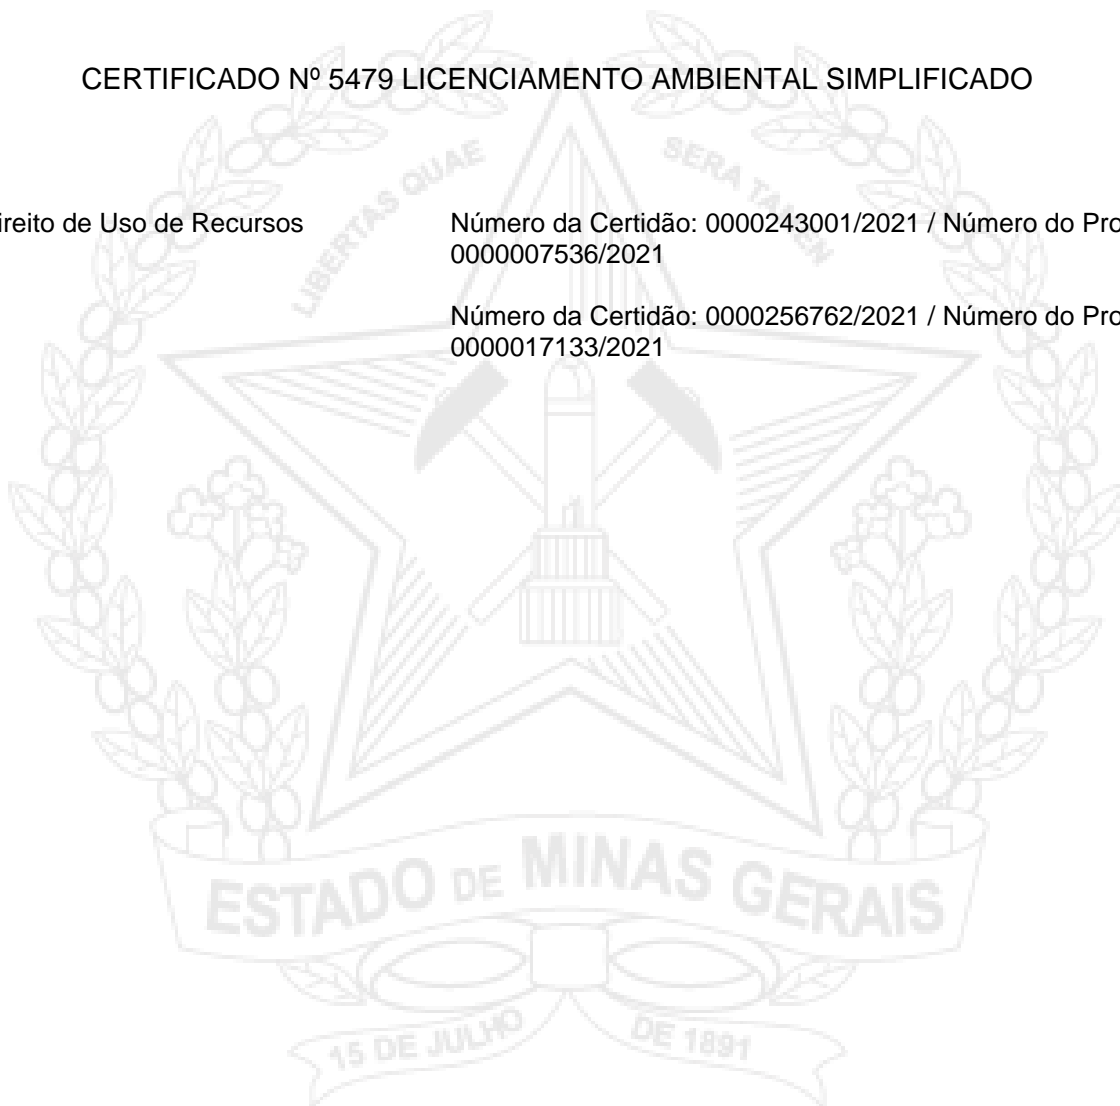 CERTIFICADO Nº 5479 LICENCIAMENTO AMBIENTAL SIMPLIFICADO
LIBERTAS QUAE SERA TAMEN
ireito de Uso de Recursos
Número da Certidão: 0000243001/2021 / Número do Pro
0000007536/2021
Número da Certidão: 0000256762/2021 / Número do Pro
0000017133/2021
ESTADO DE MINAS GERAIS
15 DE JULHO DE 1891